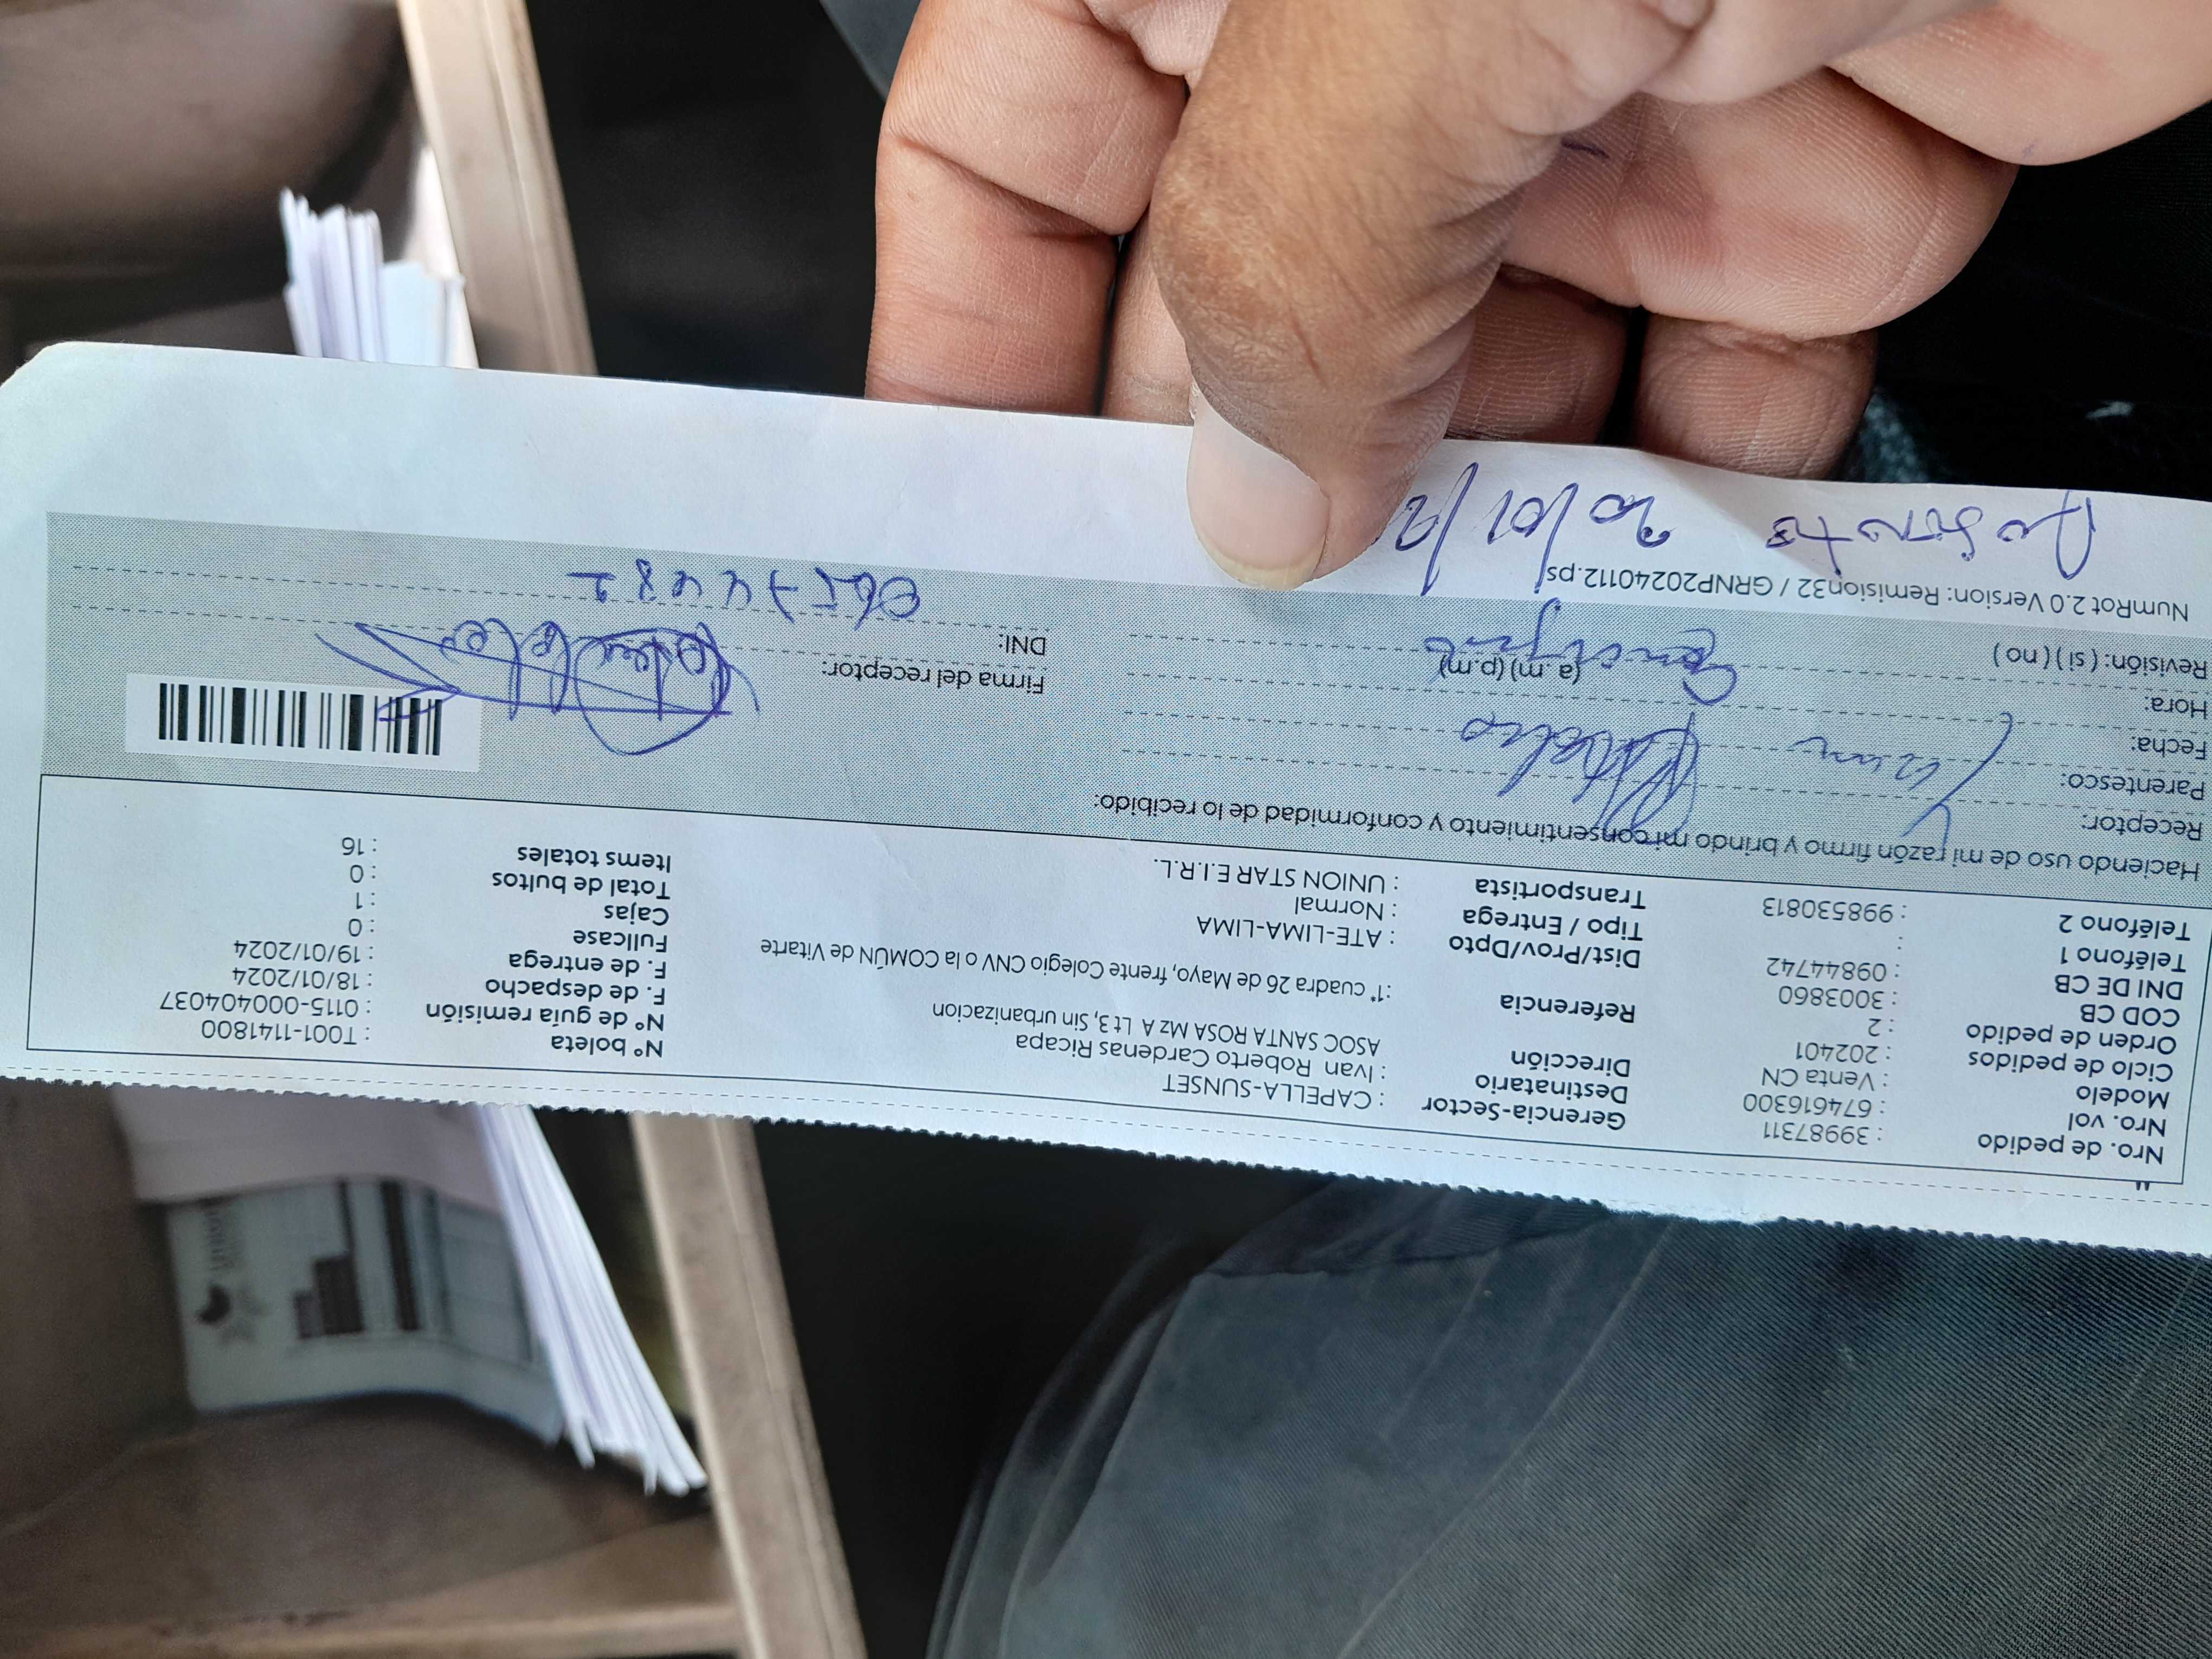 Nro. de pedido : 39987311
Nro. vol : 674616300
Modelo : Venta CN
Ciclo de pedidos : 202401
Orden de pedido : 2
COD CB : 3003860
DNI DE CB : 09844742
Teléfono 1 :
Teléfono 2 : 998530813
Gerencia-Sector : CAPELLA-SUNSET
Destinatario : Ivan Roberto Cardenas Ricapa
Dirección ASOC SANTA ROSA Mz A Lt 3, Sin urbanizacion
Referencia :1° cuadra 26 de Mayo, frente Colegio CNV o la COMÚN de Vitarte
Dist/Prov/Dpto : ATE-LIMA-LIMA
Tipo / Entrega : Normal
Transportista : UNION STAR E.I.R.L.
N° boleta : T001-1141800
N° de guía remisión : 0115-000404037
F. de despacho : 18/01/2024
F. de entrega : 19/01/2024
Fullcase : 0
Cajas : 1
Total de bultos : 0
Items totales : 16
Haciendo uso de mi razón firmo y brindo mi consentimiento y conformidad de lo recibido:
Receptor:
Parentesco:
Fecha:
Hora: (a.m) (p.m)
Revisión: ( si ) ( no )
Firma del receptor:
DNI:
NumRot 2.0 Version: Remision32 / GRNP20240112.ps
20/01/2